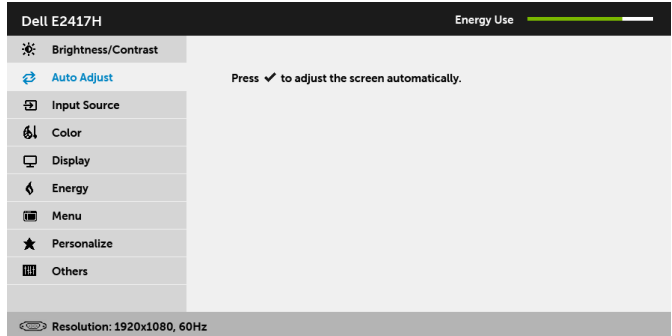 Dell E2417H
Energy Use
Brightness/Contrast
Auto Adjust
Press ✔ to adjust the screen automatically.
Input Source
Color
Display
Energy
Menu
Personalize
Others
Resolution: 1920x1080, 60Hz